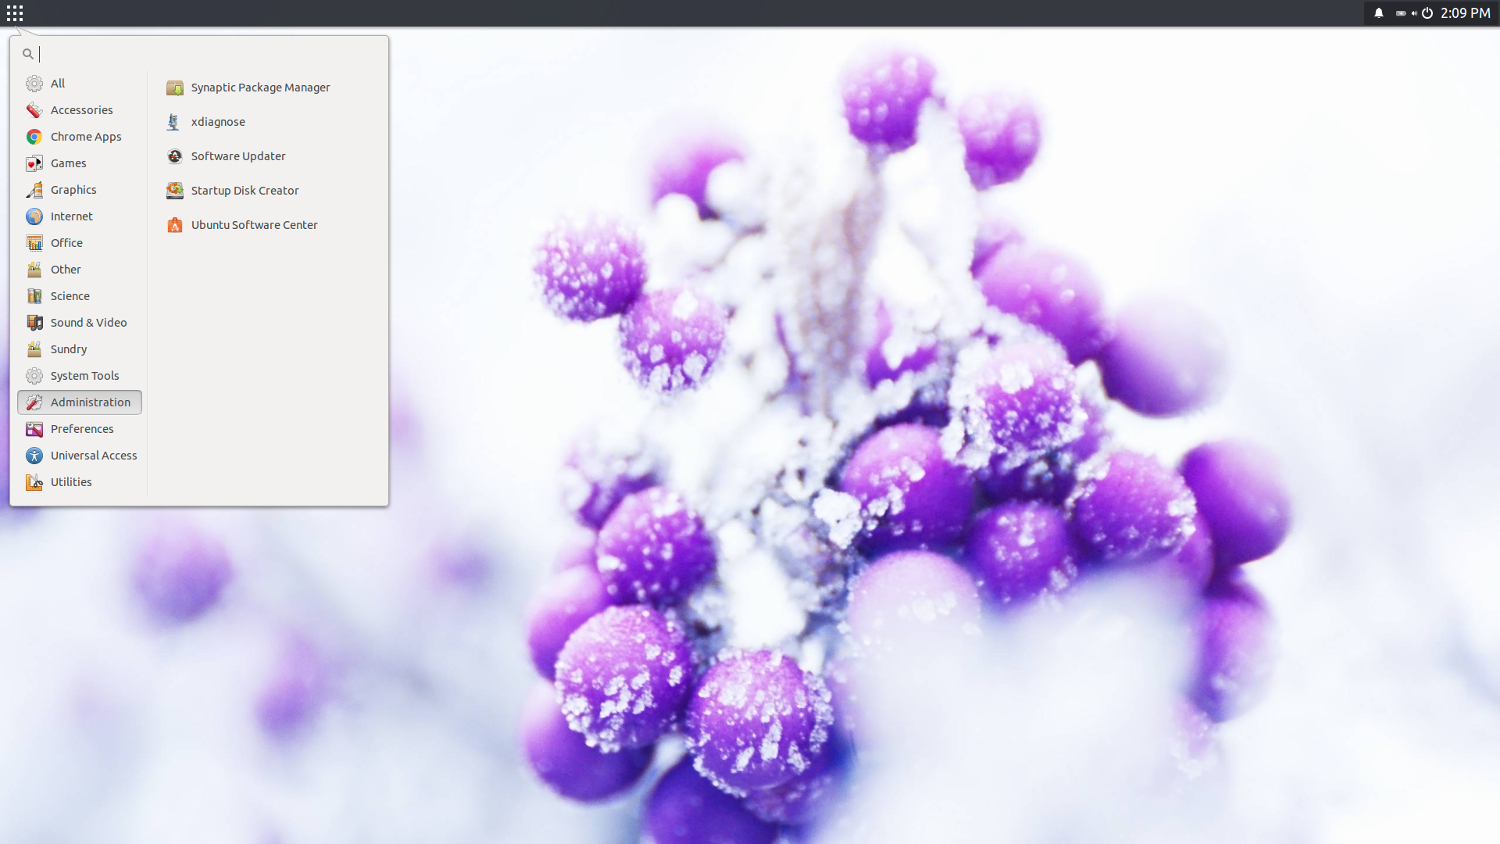 2:09 PM
All
Accessories
Chrome Apps
Games
Graphics
Internet
Office
Other
Science
Sound & Video
Sundry
System Tools
Administration
Preferences
Universal Access
Utilities
Synaptic Package Manager
xdiagnose
Software Updater
Startup Disk Creator
Ubuntu Software Center